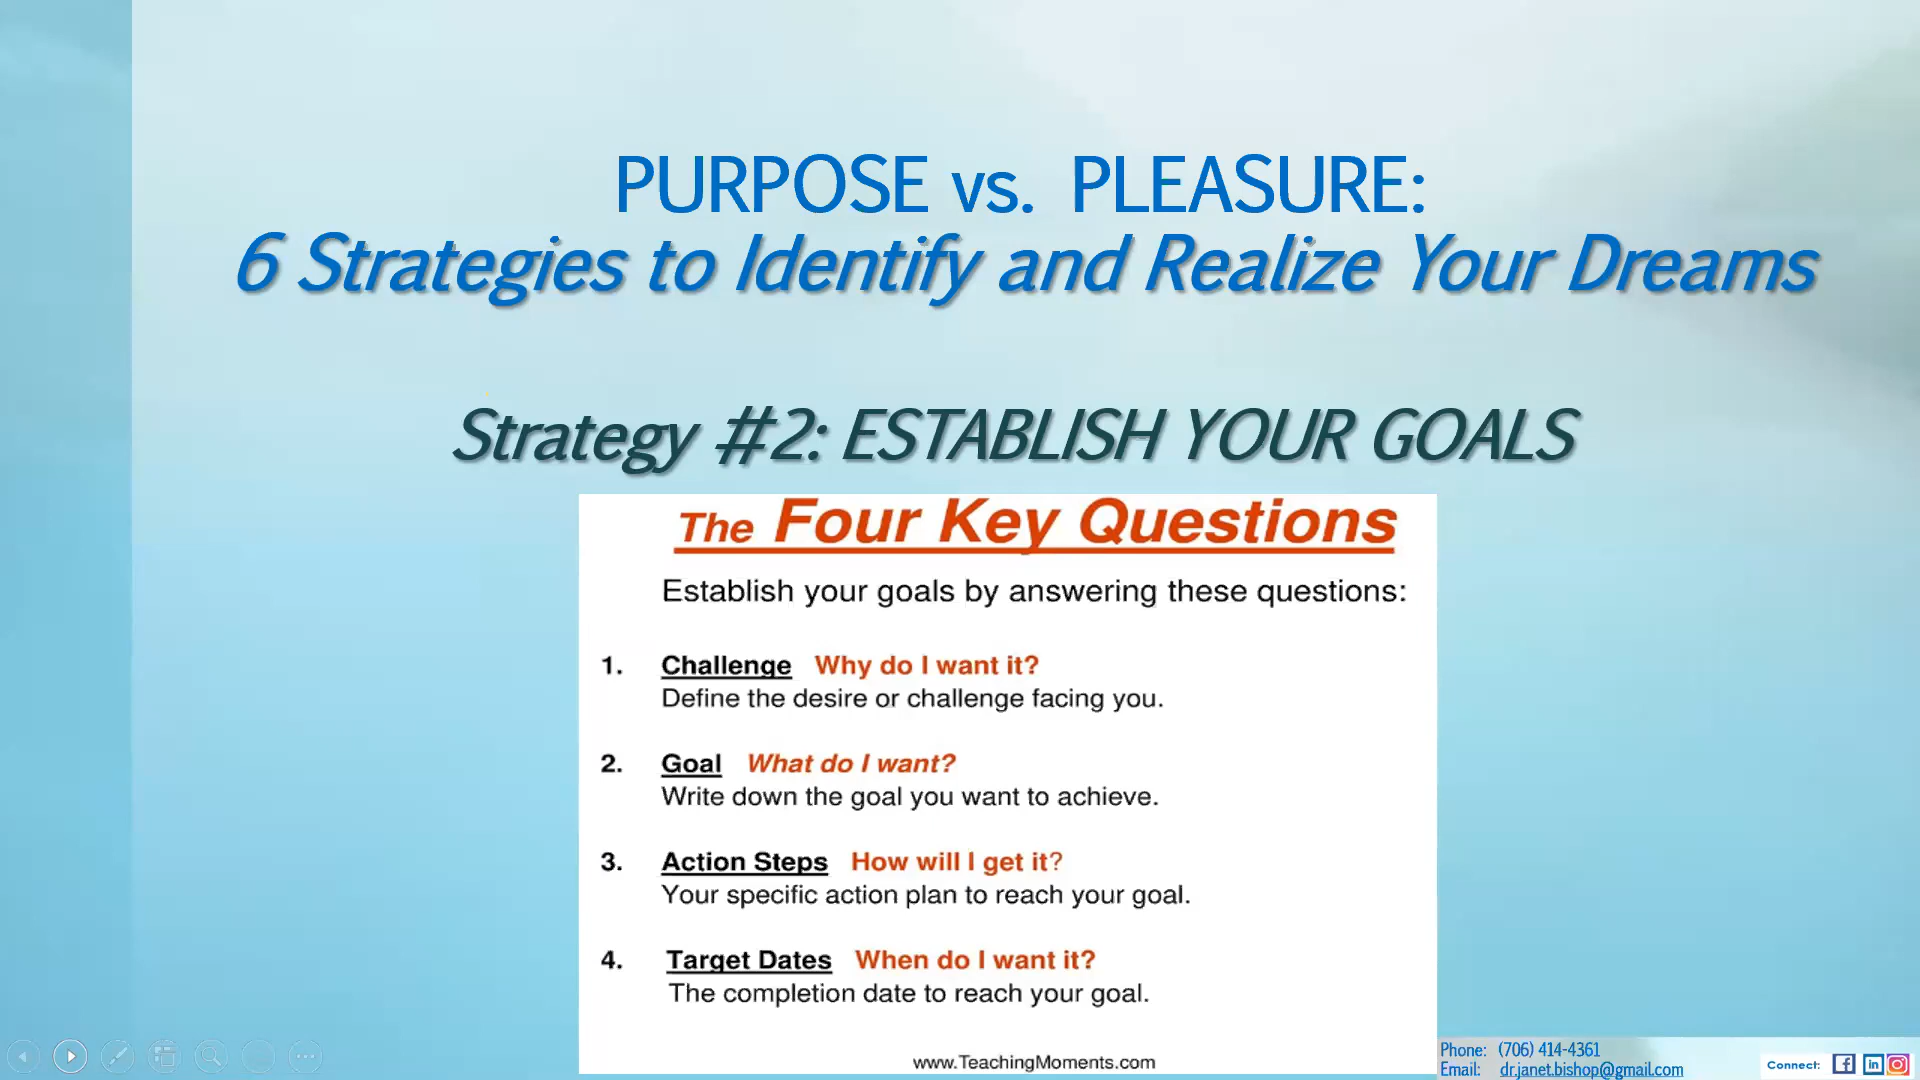 PURPOSE vs. PLEASURE:
6 Strategies to Identify and Realize Your Dreams
Strategy #2: ESTABLISH YOUR GOALS
The Four Key Questions
Establish your goals by answering these questions:
1. Challenge Why do I want it?
Define the desire or challenge facing you.
2. Goal What do I want?
Write down the goal you want to achieve.
3. Action Steps How will I get it?
Your specific action plan to reach your goal.
4. Target Dates When do I want it?
The completion date to reach your goal.
www.TeachingMoments.com
Phone: (706) 414-4361
Email: dr.janet.bishop@gmail.com
Connect: